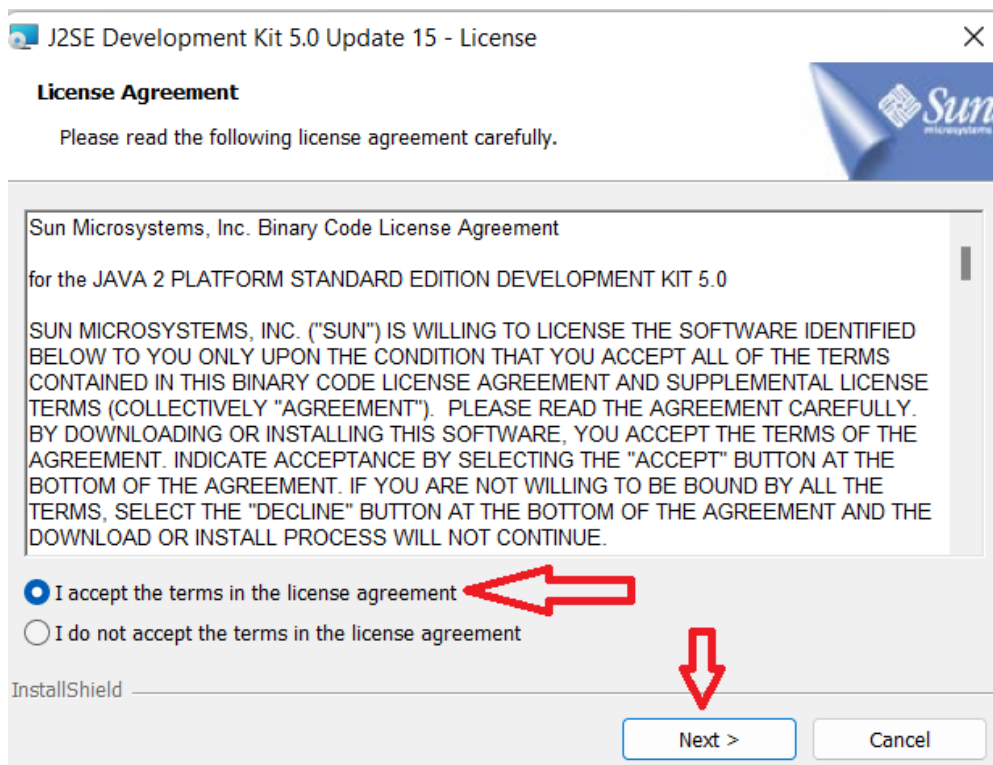 J2SE Development Kit 5.0 Update 15 - License
License Agreement
Please read the following license agreement carefully.
Sun
microsystems
Sun Microsystems, Inc. Binary Code License Agreement
for the JAVA 2 PLATFORM STANDARD EDITION DEVELOPMENT KIT 5.0
SUN MICROSYSTEMS, INC. ("SUN") IS WILLING TO LICENSE THE SOFTWARE IDENTIFIED
BELOW TO YOU ONLY UPON THE CONDITION THAT YOU ACCEPT ALL OF THE TERMS
CONTAINED IN THIS BINARY CODE LICENSE AGREEMENT AND SUPPLEMENTAL LICENSE
TERMS (COLLECTIVELY "AGREEMENT").  PLEASE READ THE AGREEMENT CAREFULLY.
BY DOWNLOADING OR INSTALLING THIS SOFTWARE, YOU ACCEPT THE TERMS OF THE
AGREEMENT. INDICATE ACCEPTANCE BY SELECTING THE "ACCEPT" BUTTON AT THE
BOTTOM OF THE AGREEMENT. IF YOU ARE NOT WILLING TO BE BOUND BY ALL THE
TERMS, SELECT THE "DECLINE" BUTTON AT THE BOTTOM OF THE AGREEMENT AND THE
DOWNLOAD OR INSTALL PROCESS WILL NOT CONTINUE.
I accept the terms in the license agreement
I do not accept the terms in the license agreement
InstallShield
Next >
Cancel